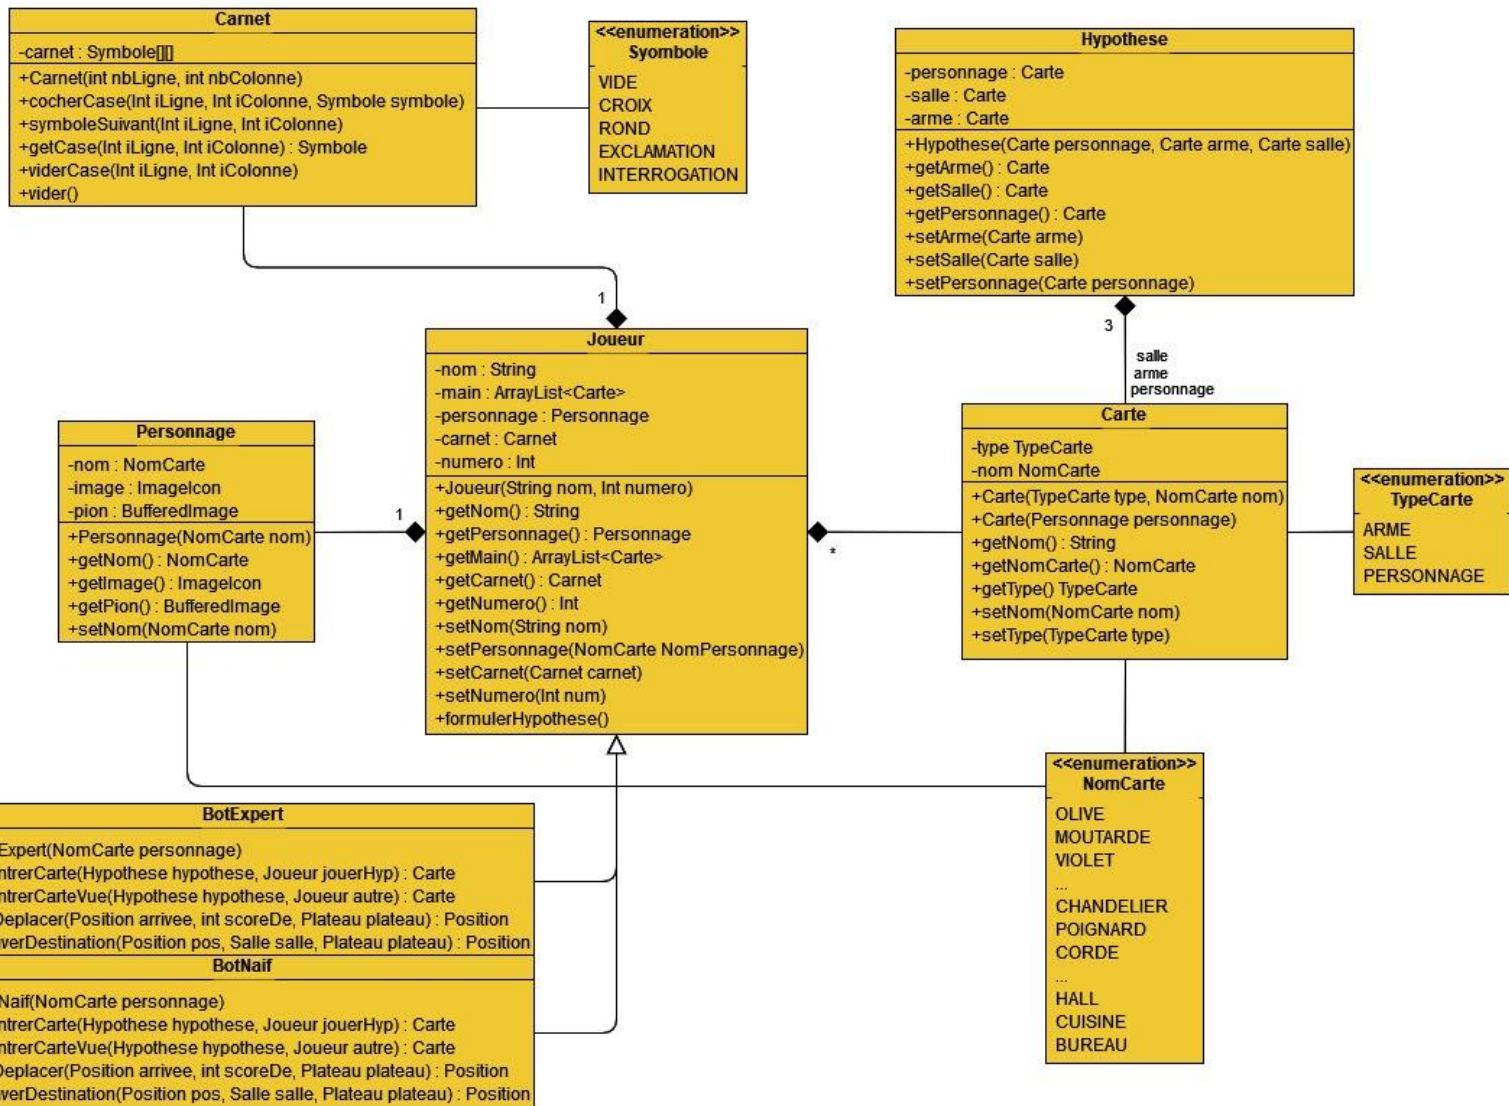 Carnet
-carnet : Symbole[][]
+Carnet(int nbLigne, int nbColonne)
+cocherCase(Int iLigne, Int iColonne, Symbole symbole)
+symboleSuivant(Int iLigne, Int iColonne)
+getCase(Int iLigne, Int iColonne) : Symbole
+viderCase(Int iLigne, Int iColonne)
+vider()
<<enumeration>>
Syombole
VIDE
CROIX
ROND
EXCLAMATION
INTERROGATION
Hypothese
-personnage : Carte
-salle : Carte
-arme : Carte
+Hypothese(Carte personnage, Carte arme, Carte salle)
+getArme() : Carte
+getSalle() : Carte
+getPersonnage() : Carte
+setArme(Carte arme)
+setSalle(Carte salle)
+setPersonnage(Carte personnage)
1
3
salle
arme
personnage
Joueur
-nom : String
-main : ArrayList<Carte>
-personnage : Personnage
-carnet : Carnet
-numero : Int
+Joueur(String nom, Int numero)
+getNom() : String
+getPersonnage() : Personnage
+getMain() : ArrayList<Carte>
+getCarnet() : Carnet
+getNumero() : Int
+setNom(String nom)
+setPersonnage(NomCarte NomPersonnage)
+setCarnet(Carnet carnet)
+setNumero(Int num)
+formulerHypothese()
Personnage
-nom : NomCarte
-image : ImageIcon
-pion : BufferedImage
+Personnage(NomCarte nom)
+getNom() : NomCarte
+getImage() : ImageIcon
+getPion() : BufferedImage
+setNom(NomCarte nom)
1
*
Carte
-type TypeCarte
-nom NomCarte
+Carte(TypeCarte type, NomCarte nom)
+Carte(Personnage personnage)
+getNom() : String
+getNomCarte() : NomCarte
+getType() TypeCarte
+setNom(NomCarte nom)
+setType(TypeCarte type)
<<enumeration>>
TypeCarte
ARME
SALLE
PERSONNAGE
<<enumeration>>
NomCarte
OLIVE
MOUTARDE
VIOLET
...
CHANDELIER
POIGNARD
CORDE
...
HALL
CUISINE
BUREAU
BotExpert
Expert(NomCarte personnage)
ntrerCarte(Hypothese hypothese, Joueur jouerHyp) : Carte
ntrerCarteVue(Hypothese hypothese, Joueur autre) : Carte
Deplacer(Position arrivee, int scoreDe, Plateau plateau) : Position
verDestination(Position pos, Salle salle, Plateau plateau) : Position
BotNaif
Naif(NomCarte personnage)
ntrerCarte(Hypothese hypothese, Joueur jouerHyp) : Carte
ntrerCarteVue(Hypothese hypothese, Joueur autre) : Carte
Deplacer(Position arrivee, int scoreDe, Plateau plateau) : Position
verDestination(Position pos, Salle salle, Plateau plateau) : Position